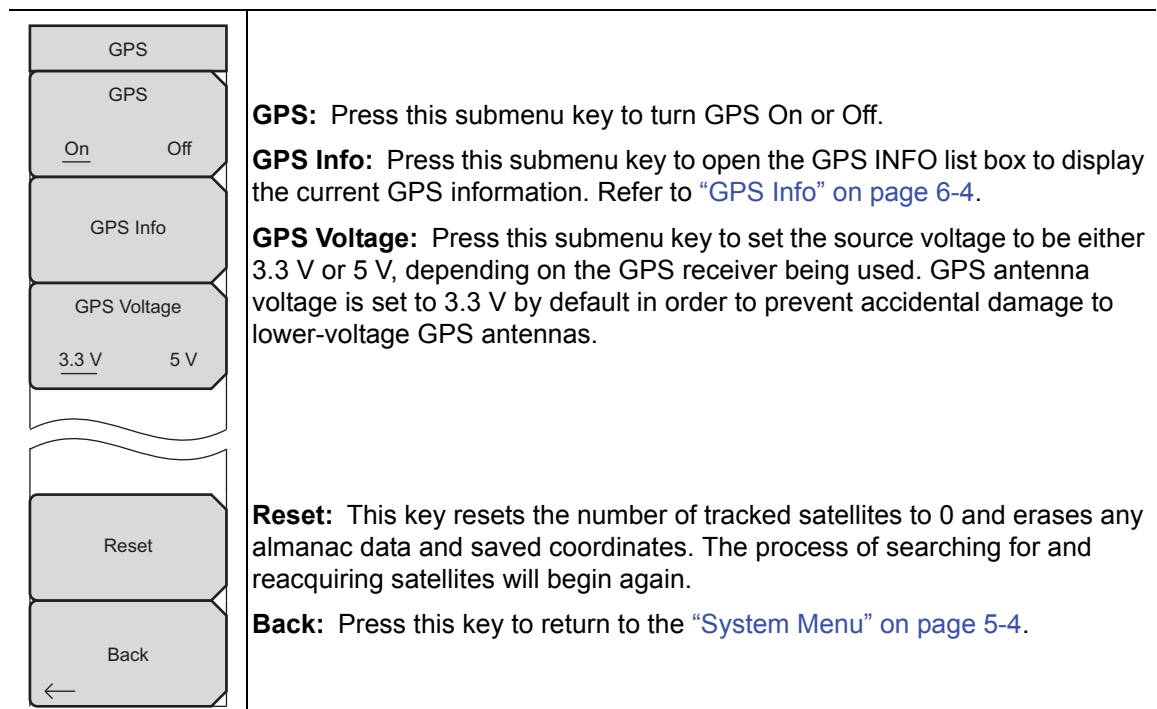 GPS
GPS
On Off
GPS Info
GPS Voltage
3.3 V 5 V
Reset
Back
GPS: Press this submenu key to turn GPS On or Off.
GPS Info: Press this submenu key to open the GPS INFO list box to display
the current GPS information. Refer to “GPS Info” on page 6-4.
GPS Voltage: Press this submenu key to set the source voltage to be either
3.3 V or 5 V, depending on the GPS receiver being used. GPS antenna
voltage is set to 3.3 V by default in order to prevent accidental damage to
lower-voltage GPS antennas.
Reset: This key resets the number of tracked satellites to 0 and erases any
almanac data and saved coordinates. The process of searching for and
reacquiring satellites will begin again.
Back: Press this key to return to the “System Menu” on page 5-4.